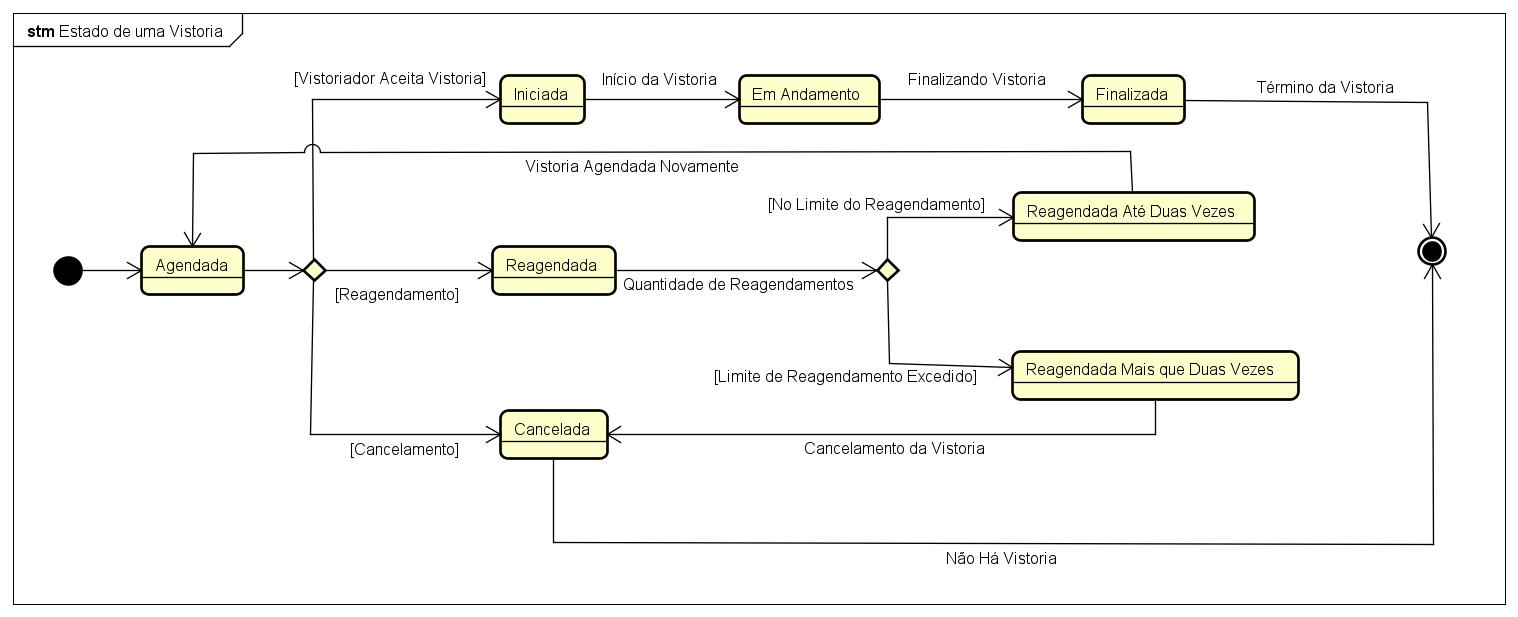 stm Estado de uma Vistoria
[Vistoriador Aceita Vistoria]
Iniciada
Início da Vistoria
Em Andamento
Finalizando Vistoria
Finalizada
Término da Vistoria
Vistoria Agendada Novamente
[No Limite do Reagendamento]
Reagendada Até Duas Vezes
Agendada
[Reagendamento]
Reagendada
Quantidade de Reagendamentos
[Limite de Reagendamento Excedido]
Reagendada Mais que Duas Vezes
[Cancelamento]
Cancelada
Cancelamento da Vistoria
Não Há Vistoria